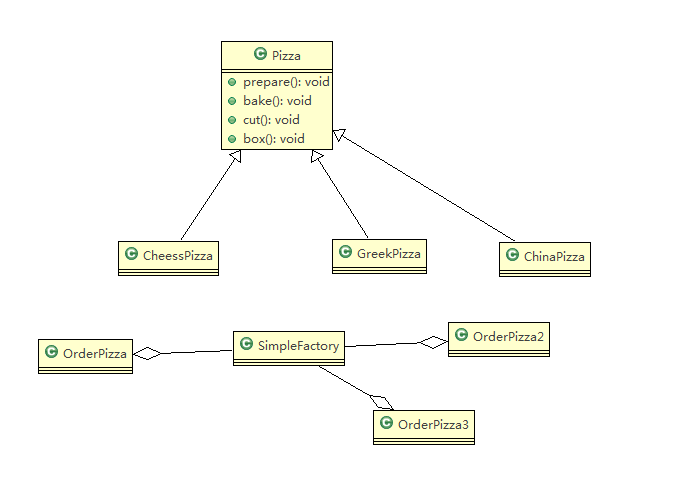 Pizza
prepare(): void
bake(): void
cut(): void
box(): void
CheessPizza
GreekPizza
ChinaPizza
OrderPizza
SimpleFactory
OrderPizza2
OrderPizza3